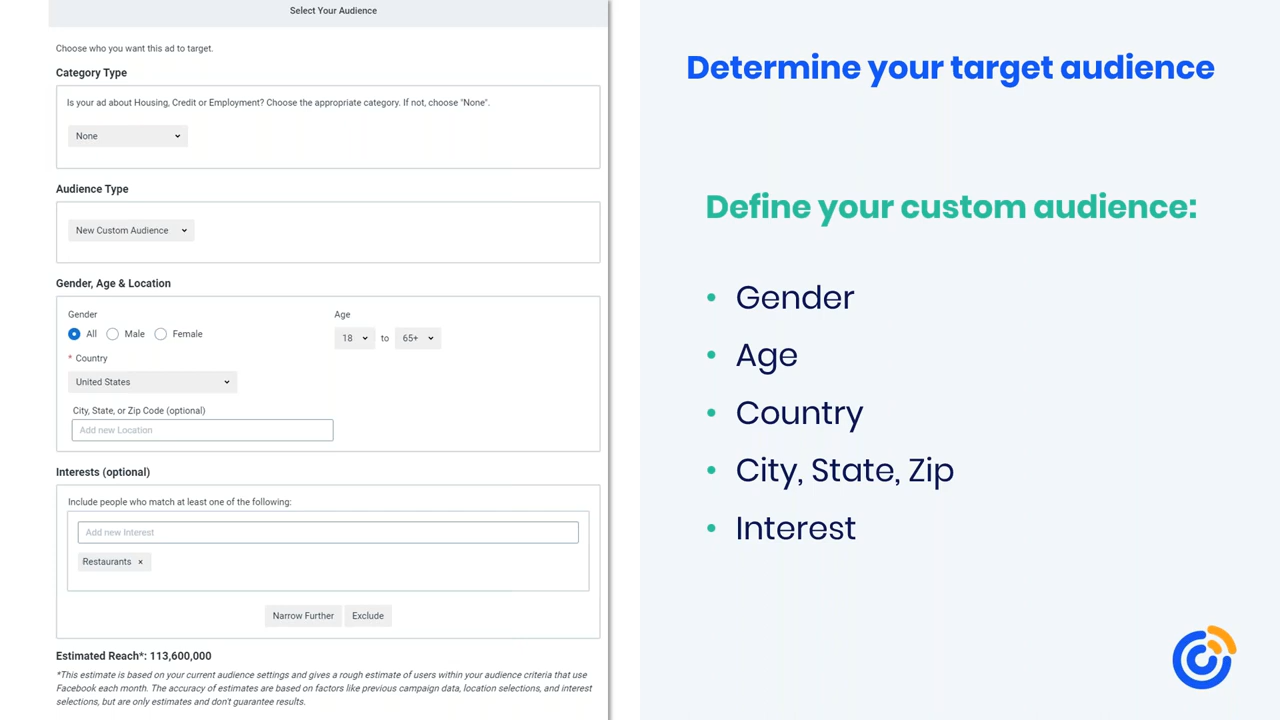 Select Your Audience
Choose who you want this ad to target.
Category Type
Is your ad about Housing, Credit or Employment? Choose the appropriate category. If not, choose "None".
None
Audience Type
New Custom Audience
Gender, Age & Location
Gender
Age
All
Male
Female
18
to
65+
* Country
United States
City, State, or Zip Code (optional)
Add new Location
Interests (optional)
Include people who match at least one of the following:
Add new Interest
Restaurants ×
Narrow Further
Exclude
Estimated Reach*: 113,600,000
*This estimate is based on your current audience settings and gives a rough estimate of users within your audience criteria that use
Facebook each month. The accuracy of estimates are based on factors like previous campaign data, location selections, and interest
selections, but are only estimates and don't guarantee results.
Determine your target audience
Define your custom audience:
• Gender
• Age
• Country
• City, State, Zip
• Interest